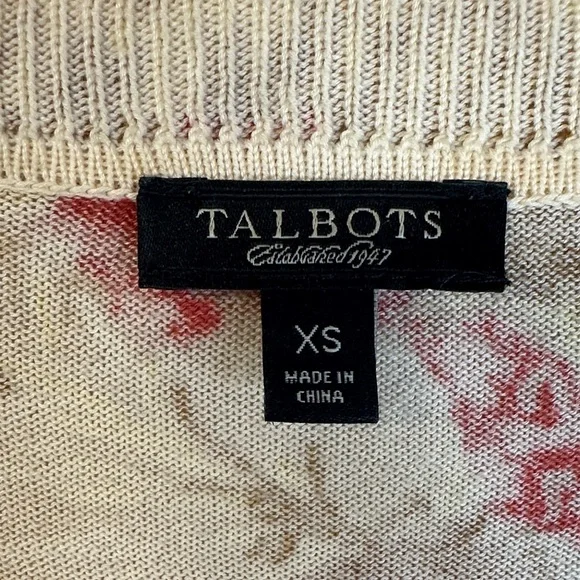 TALBOTS
Established 1947
XS
MADE IN
CHINA